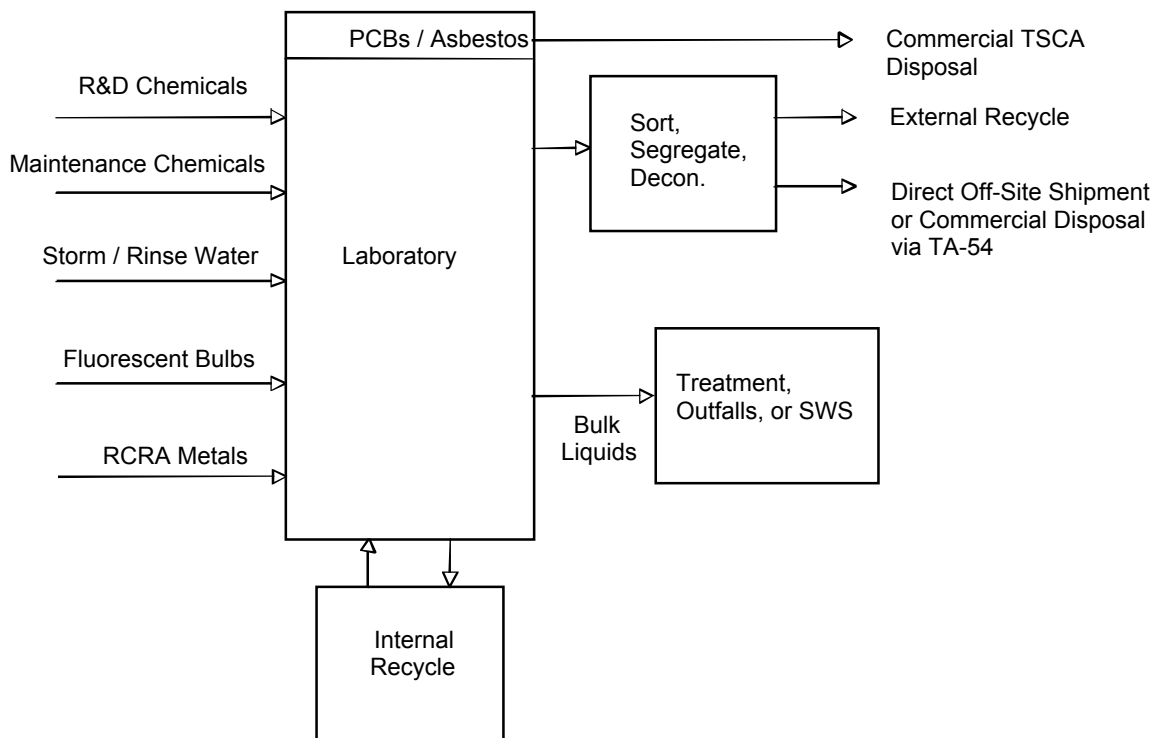 PCBs / Asbestos
Commercial TSCA
Disposal
R&D Chemicals
Sort,
Segregate,
Decon.
External Recycle
Maintenance Chemicals
Direct Off-Site Shipment
or Commercial Disposal
via TA-54
Storm / Rinse Water
Laboratory
Fluorescent Bulbs
Treatment,
Outfalls, or SWS
Bulk
Liquids
RCRA Metals
Internal
Recycle